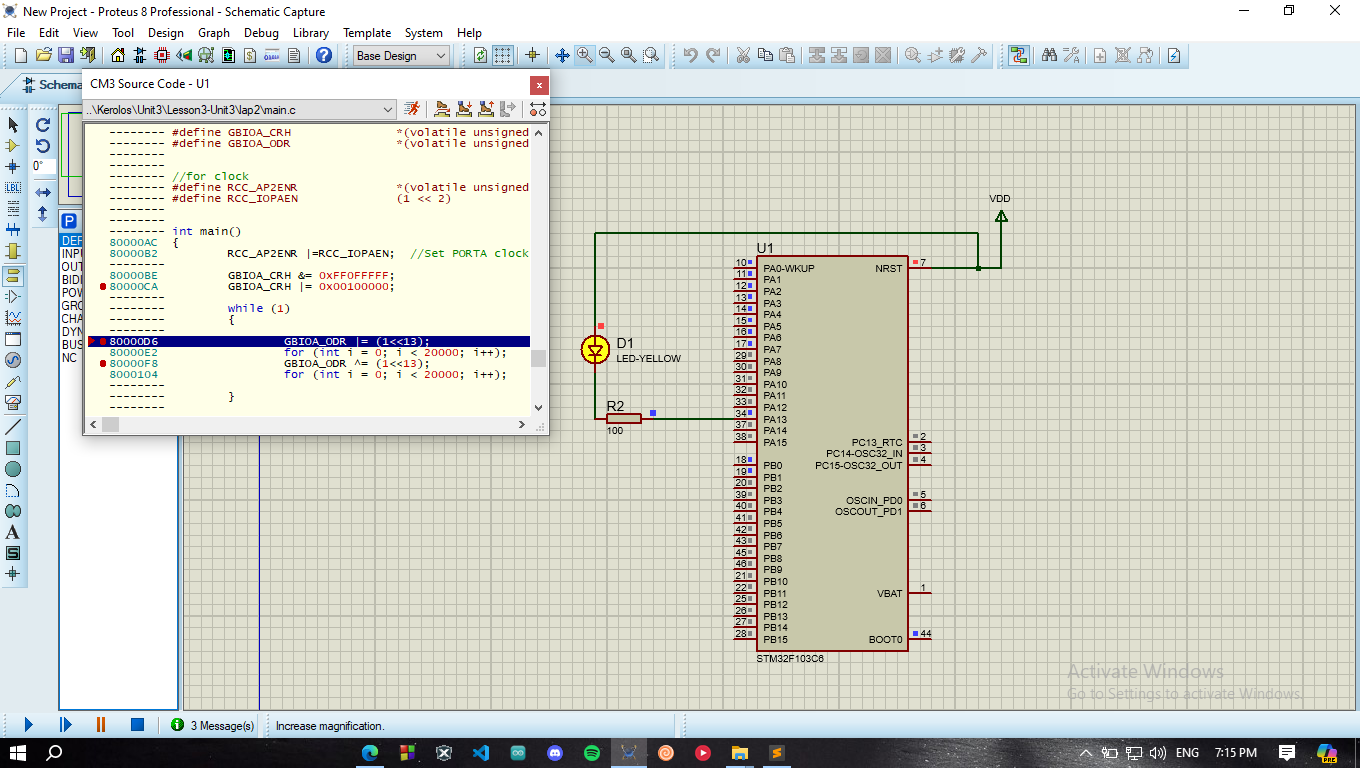 New Project - Proteus 8 Professional - Schematic Capture
File Edit View Tool Design Graph Debug Library Template System Help
Base Design
Schema
CM3 Source Code - U1
..\Kerolos\Unit3\Lesson3-Unit3\lap2\main.c
-------- #define GBIOA_CRH *(volatile unsigned
-------- #define GBIOA_ODR *(volatile unsigned
--------
--------
-------- //for clock
-------- #define RCC_AP2ENR *(volatile unsigned
-------- #define RCC_IOPAEN (1 << 2)
--------
--------
-------- int main()
80000AC {
80000B2 RCC_AP2ENR |=RCC_IOPAEN; //Set PORTA clock
--------
80000BE GBIOA_CRH &= 0xFF0FFFFF;
80000CA GBIOA_CRH |= 0x00100000;
--------
-------- while (1)
-------- {
--------
80000D6 GBIOA_ODR |= (1<<13);
80000E2 for (int i = 0; i < 20000; i++);
80000F8 GBIOA_ODR ^= (1<<13);
8000104 for (int i = 0; i < 20000; i++);
--------
-------- }
--------
0°
LBL
P
DEF
INPU
OUT
BIDI
POW
GRO
CHA
DYN
BUS
NC
A
S
VDD
U1
10 PA0-WKUP NRST 7
11 PA1
12 PA2
13 PA3
14 PA4
15 PA5
16 PA6
17 PA7
29 PA8
30 PA9
31 PA10
32 PA11
33 PA12
34 PA13
37 PA14
38 PA15 PC13_RTC 2
PC14-OSC32_IN 3
18 PB0 PC15-OSC32_OUT 4
19 PB1
20 PB2
39 PB3 OSCIN_PD0 5
40 PB4 OSCOUT_PD1 6
41 PB5
42 PB6
43 PB7
45 PB8
46 PB9
21 PB10
22 PB11 VBAT 1
25 PB12
26 PB13
27 PB14
28 PB15 BOOT0 44
STM32F103C6
D1
LED-YELLOW
R2
100
Activate Windows
Go to Settings to activate Windows.
3 Message(s)
Increase magnification.
ENG
7:15 PM
PRE